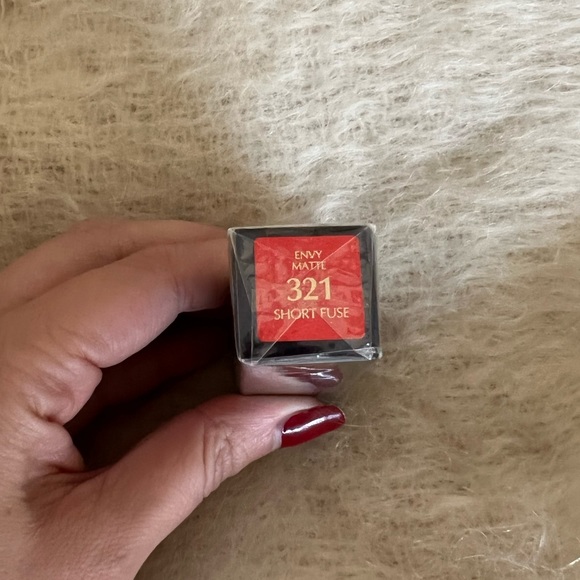 ENVY
MATTE
321
SHORT FUSE